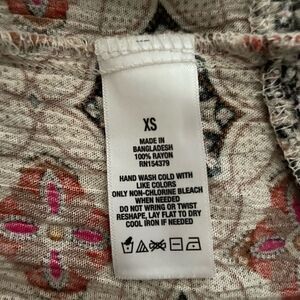 XS
MADE IN
BANGLADESH
100% RAYON
RN154379
HAND WASH COLD WITH
LIKE COLORS
ONLY NON-CHLORINE BLEACH
WHEN NEEDED
DO NOT WRING OR TWIST
RESHAPE, LAY FLAT TO DRY
COOL IRON IF NEEDED